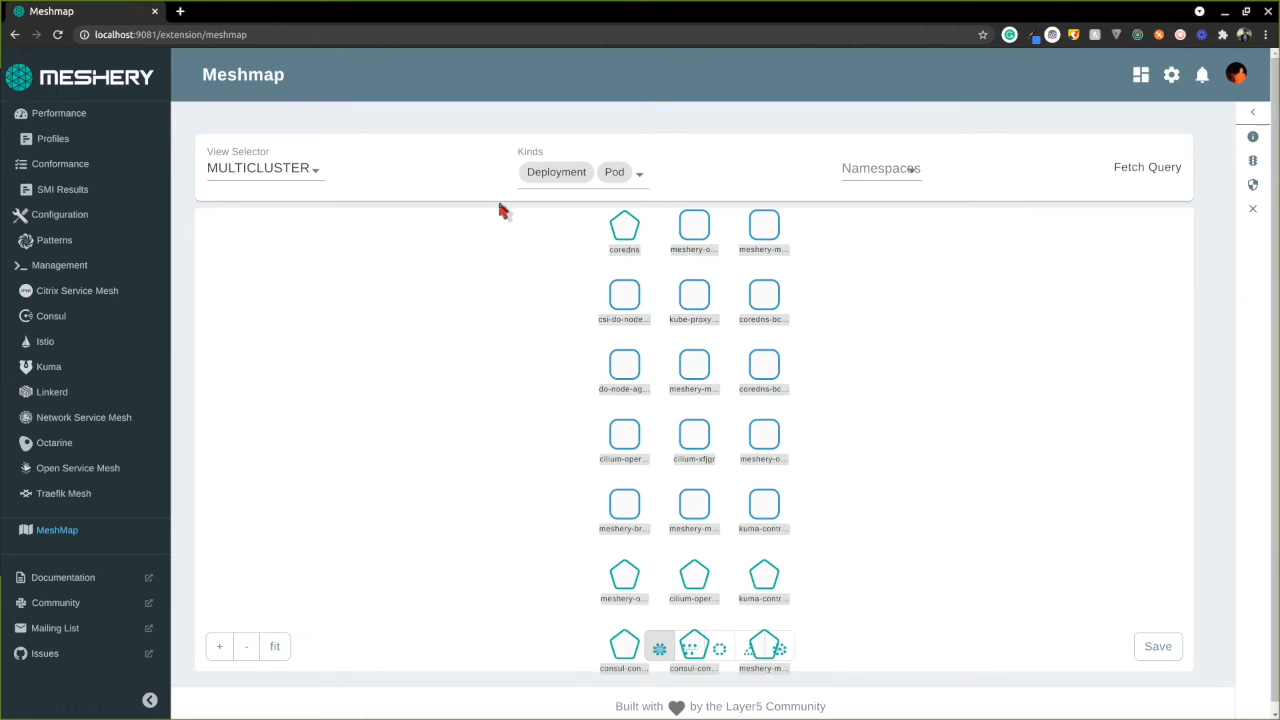 Meshmap
localhost:9081/extension/meshmap
MESHERY
Meshmap
Performance
Profiles
Conformance
SMI Results
Configuration
Patterns
Management
Citrix Service Mesh
Consul
Istio
Kuma
Linkerd
Network Service Mesh
Octarine
Open Service Mesh
Traefik Mesh
MeshMap
Documentation
Community
Mailing List
Issues
View Selector
MULTICLUSTER
Kinds
Deployment Pod
Namespaces
Fetch Query
coredns meshery-o... meshery-m...
csi-do-node... kube-proxy... coredns-bc...
do-node-ag... meshery-m... coredns-bc...
cilium-oper... cilium-xfjgr meshery-o...
meshery-br... meshery-m... kuma-contr...
meshery-o... cilium-oper... kuma-contr...
consul-con... consul-con... meshery-m...
+ - fit
Save
Built with by the Layer5 Community